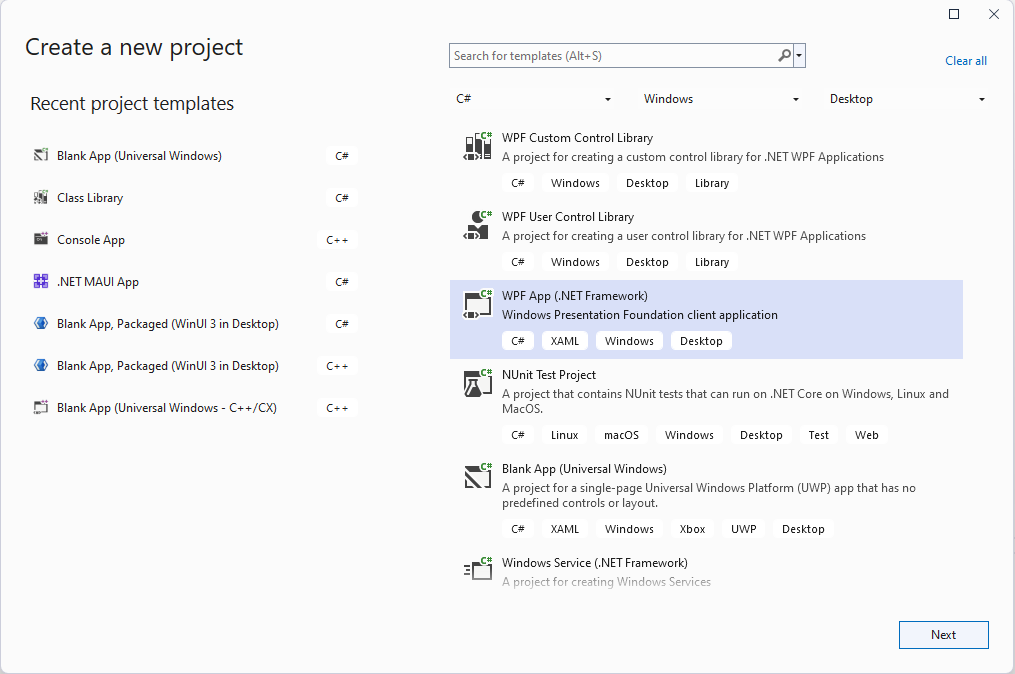 Create a new project
Search for templates (Alt+S)
Clear all
Recent project templates
C#
Windows
Desktop
Blank App (Universal Windows)
C#
Class Library
C#
Console App
C++
.NET MAUI App
C#
Blank App, Packaged (WinUI 3 in Desktop)
C#
Blank App, Packaged (WinUI 3 in Desktop)
C++
Blank App (Universal Windows - C++/CX)
C++
WPF Custom Control Library
A project for creating a custom control library for .NET WPF Applications
C# Windows Desktop Library
WPF User Control Library
A project for creating a user control library for .NET WPF Applications
C# Windows Desktop Library
WPF App (.NET Framework)
Windows Presentation Foundation client application
C# XAML Windows Desktop
NUnit Test Project
A project that contains NUnit tests that can run on .NET Core on Windows, Linux and
MacOS.
C# Linux macOS Windows Desktop Test Web
Blank App (Universal Windows)
A project for a single-page Universal Windows Platform (UWP) app that has no
predefined controls or layout.
C# XAML Windows Xbox UWP Desktop
Windows Service (.NET Framework)
A project for creating Windows Services
Next